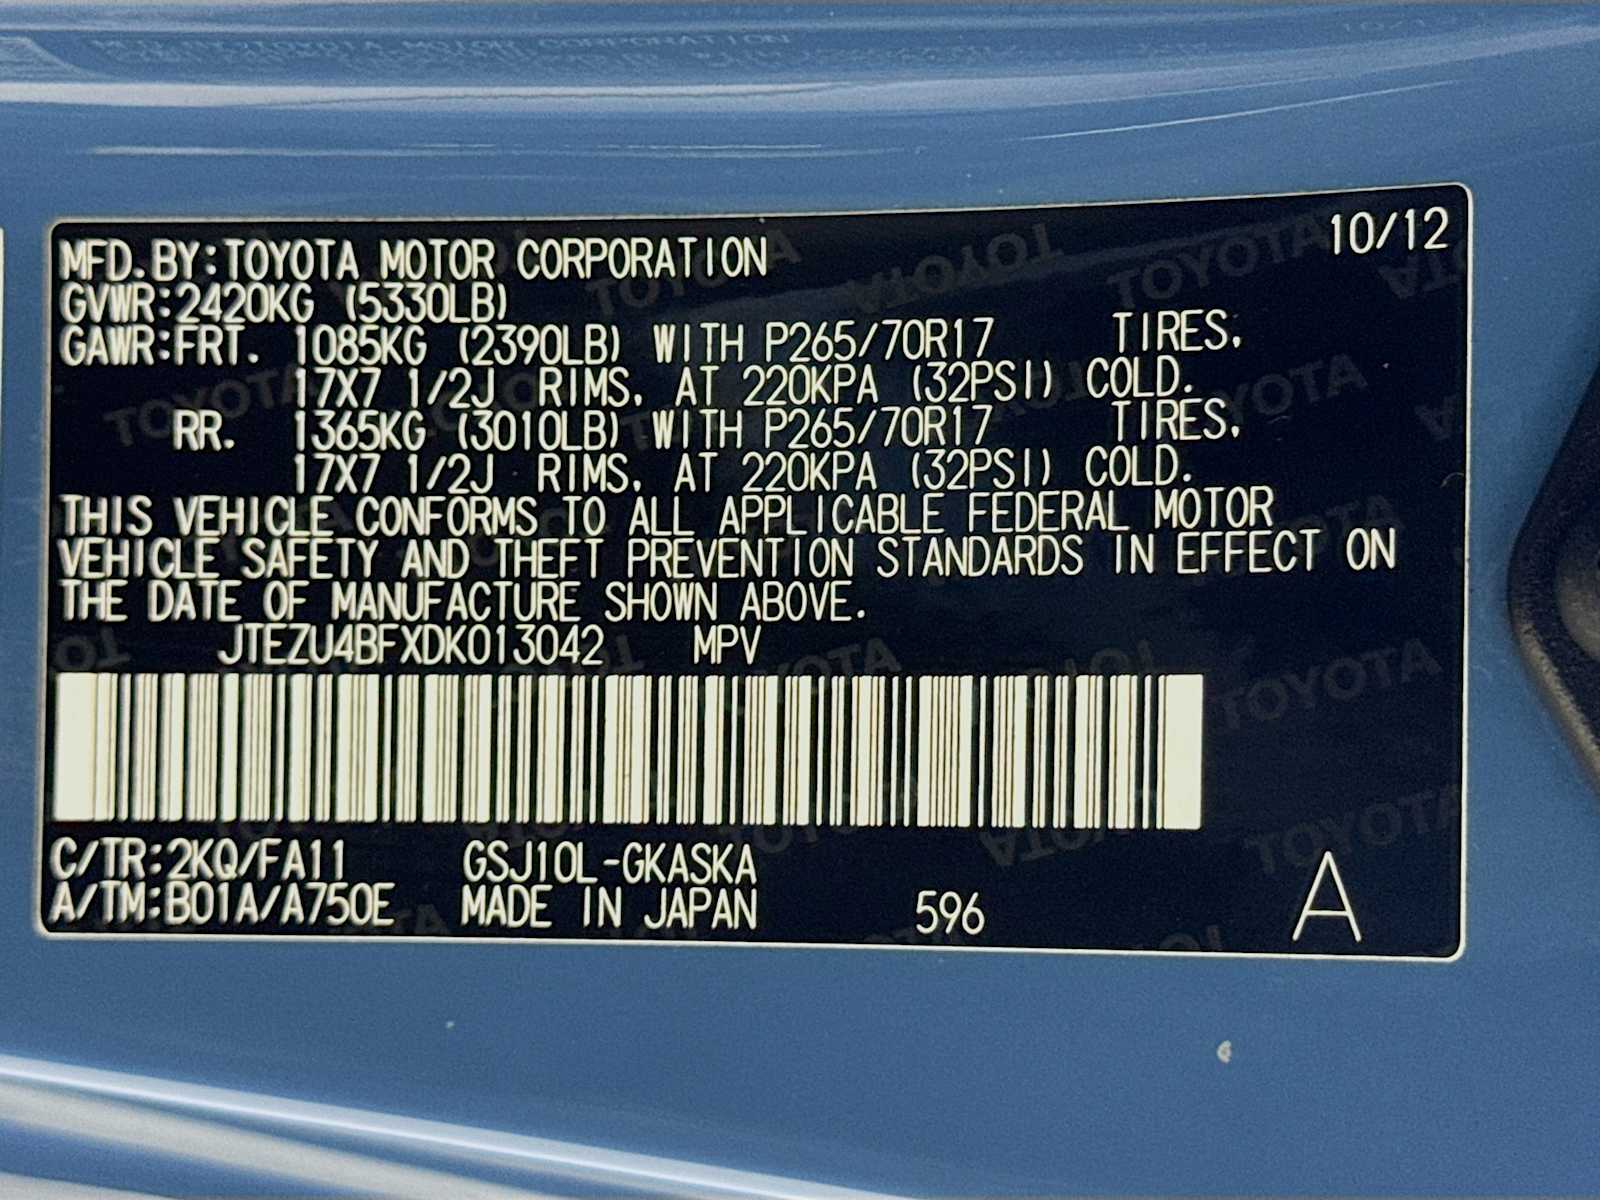 10/12
MFD.BY:TOYOTA MOTOR CORPORATION
GVWR:2420KG (5330LB)
GAWR:FRT. 1085KG (2390LB) WITH P265/70R17 TIRES,
17X7 1/2J RIMS, AT 220KPA (32PSI) COLD.
RR. 1365KG (3010LB) WITH P265/70R17 TIRES,
17X7 1/2J RIMS, AT 220KPA (32PSI) COLD.
THIS VEHICLE CONFORMS TO ALL APPLICABLE FEDERAL MOTOR
VEHICLE SAFETY AND THEFT PREVENTION STANDARDS IN EFFECT ON
THE DATE OF MANUFACTURE SHOWN ABOVE.
JTEZU4BFXDK013042 MPV
C/TR:2KQ/FA11 GSJ10L-GKASKA
A/TM:B01A/A750E MADE IN JAPAN 596 A